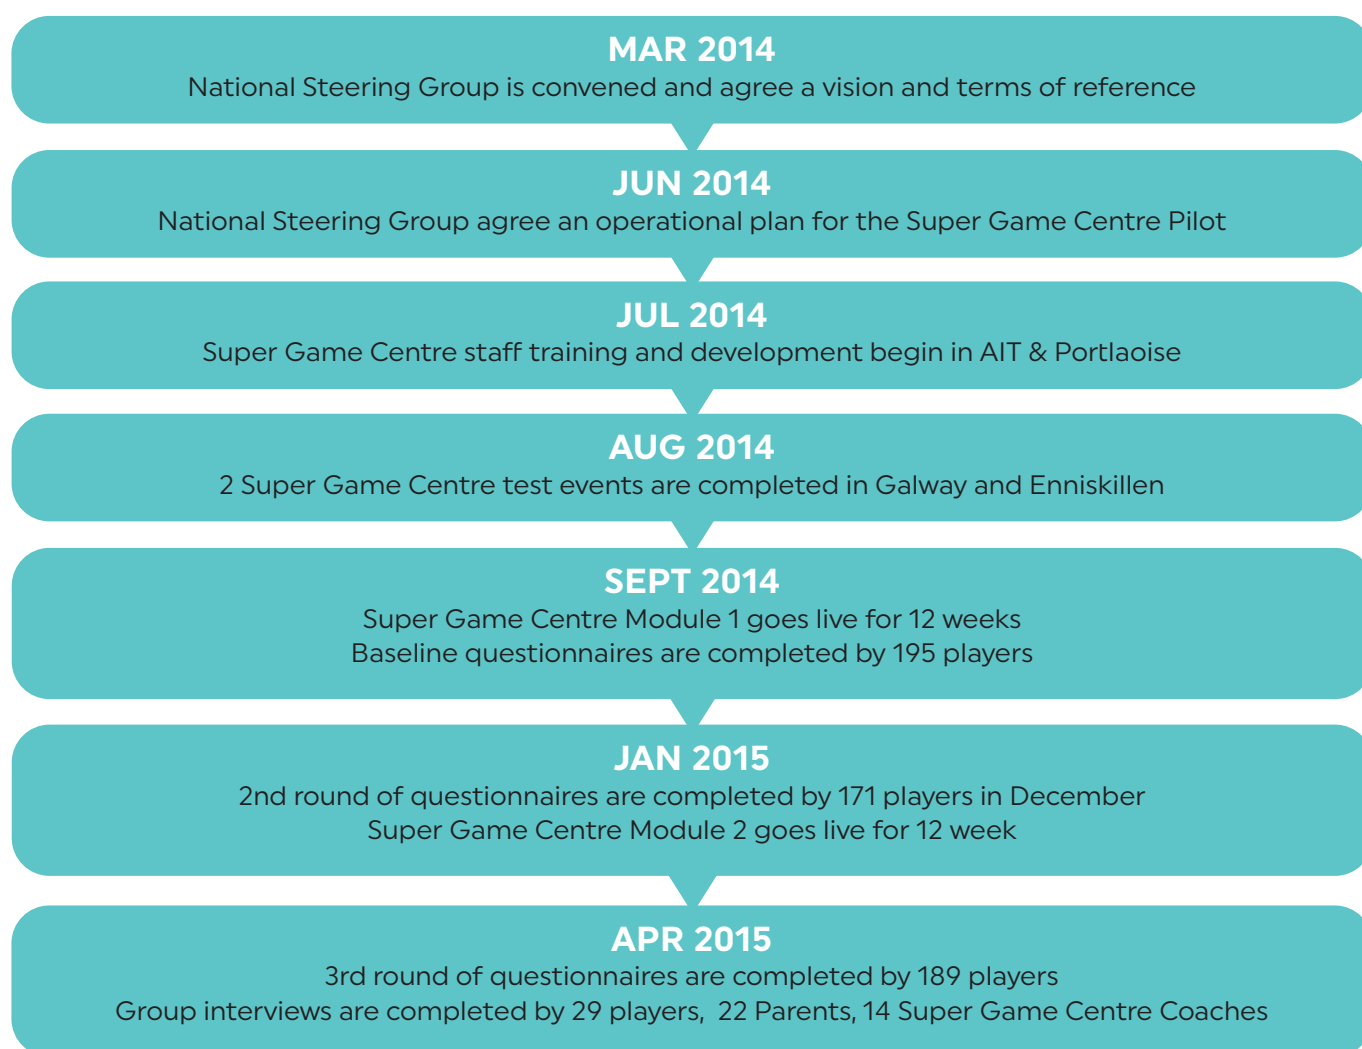 MAR 2014
National Steering Group is convened and agree a vision and terms of reference
JUN 2014
National Steering Group agree an operational plan for the Super Game Centre Pilot
JUL 2014
Super Game Centre staff training and development begin in AIT & Portlaoise
AUG 2014
2 Super Game Centre test events are completed in Galway and Enniskillen
SEPT 2014
Super Game Centre Module 1 goes live for 12 weeks
Baseline questionnaires are completed by 195 players
JAN 2015
2nd round of questionnaires are completed by 171 players in December
Super Game Centre Module 2 goes live for 12 week
APR 2015
3rd round of questionnaires are completed by 189 players
Group interviews are completed by 29 players, 22 Parents, 14 Super Game Centre Coaches